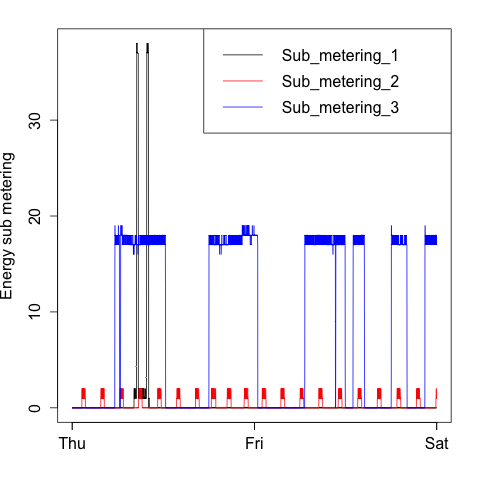 Sub_metering_1
Sub_metering_2
Sub_metering_3
Energy sub metering
30
20
10
0
Thu Fri Sat